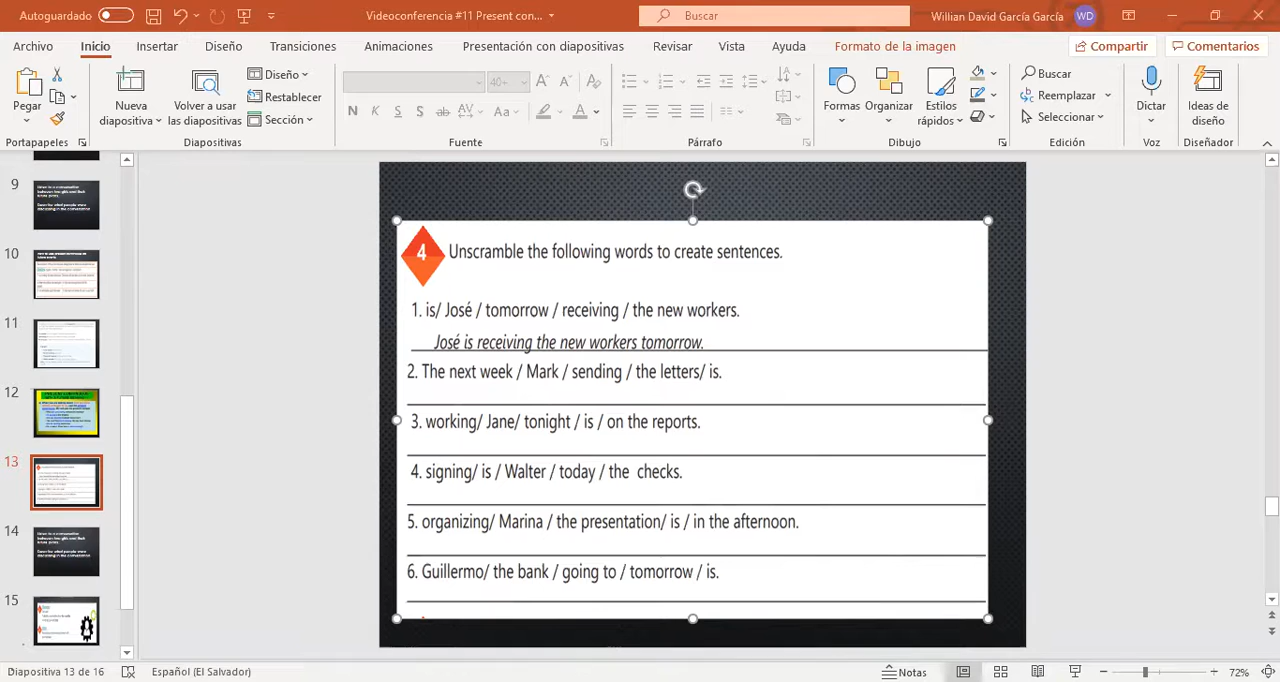 Autoguardado
Videoconferencia #11 Present con...
Buscar
Willian David García García
WD
Archivo
Inicio
Insertar
Diseño
Transiciones
Animaciones
Presentación con diapositivas
Revisar
Vista
Ayuda
Formato de la imagen
Compartir
Comentarios
Pegar
Nueva diapositiva
Volver a usar las diapositivas
Diseño
Restablecer
Sección
40+
N K S S ab AV Aa A
Formas
Organizar
Estilos rápidos
Buscar
Reemplazar
Seleccionar
Dictar
Ideas de diseño
Portapapeles
Diapositivas
Fuente
Párrafo
Dibujo
Edición
Voz
Diseñador
9
10
11
12
13
14
15
4 Unscramble the following words to create sentences.
1. is/ José / tomorrow / receiving / the new workers.
José is receiving the new workers tomorrow.
2. The next week / Mark / sending / the letters/ is.
3. working/Jane/ tonight / is / on the reports.
4. signing/ is / Walter / today / the checks.
5. organizing/ Marina / the presentation/ is / in the afternoon.
6. Guillermo/ the bank / going to / tomorrow / is.
Diapositiva 13 de 16
Español (El Salvador)
Notas
72%